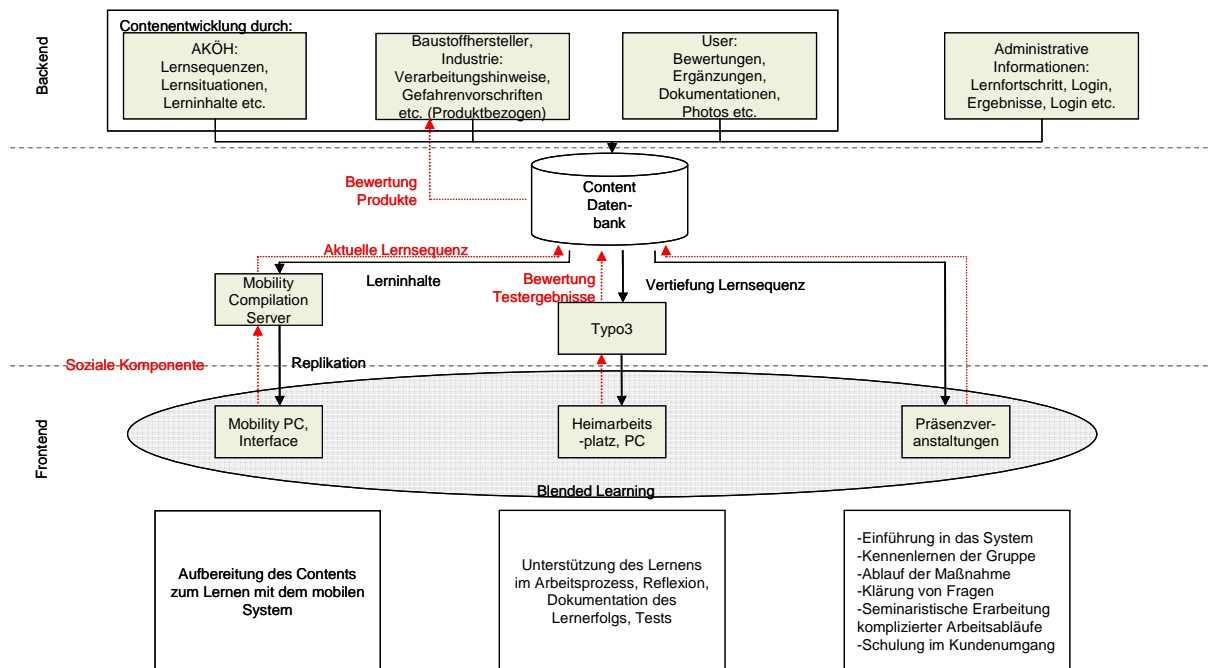 Contenentwicklung durch:
AKÖH:
Lernsequenzen,
Lernsituationen,
Lerninhalte etc.
Baustoffhersteller,
Industrie:
Verarbeitungshinweise,
Gefahrenvorschriften
etc. (Produktbezogen)
User:
Bewertungen,
Ergänzungen,
Dokumentationen,
Photos etc.
Administrative
Informationen:
Lernfortschritt, Login,
Ergebnisse, Login etc.
Backend
Bewertung
Produkte
Content
Daten-
bank
Aktuelle Lernsequenz
Lerninhalte
Bewertung
Testergebnisse
Vertiefung Lernsequenz
Mobility
Compilation
Server
Typo3
Soziale Komponente
Replikation
Frontend
Mobility PC,
Interface
Heimarbeits
-platz, PC
Präsenzver-
anstaltungen
Blended Learning
Aufbereitung des Contents
zum Lernen mit dem mobilen
System
Unterstützung des Lernens
im Arbeitsprozess, Reflexion,
Dokumentation des
Lernerfolgs, Tests
-Einführung in das System
-Kennenlernen der Gruppe
-Ablauf der Maßnahme
-Klärung von Fragen
-Seminaristische Erarbeitung
komplizierter Arbeitsabläufe
-Schulung im Kundenumgang